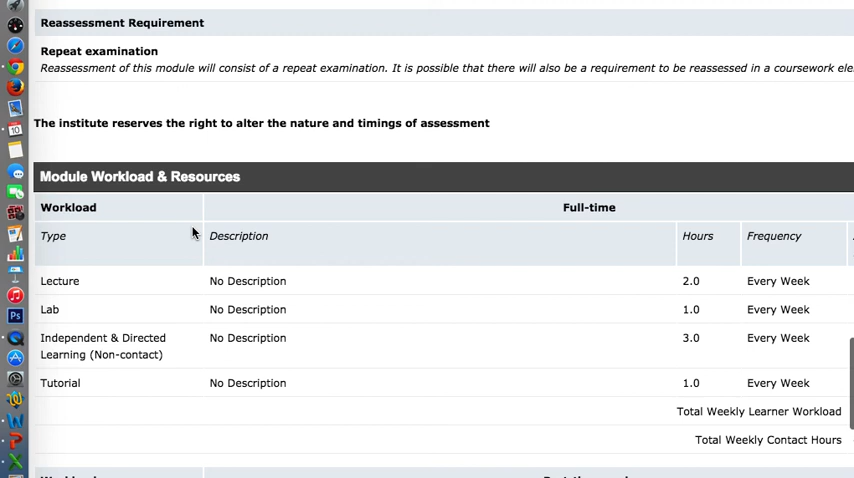 Reassessment Requirement
Repeat examination
Reassessment of this module will consist of a repeat examination. It is possible that there will also be a requirement to be reassessed in a coursework
The institute reserves the right to alter the nature and timings of assessment
Module Workload & Resources
Workload Full-time
Type Description Hours Frequency
Lecture No Description 2.0 Every Week
Lab No Description 1.0 Every Week
Independent & Directed
Learning (Non-contact) No Description 3.0 Every Week
Tutorial No Description 1.0 Every Week
Total Weekly Learner Workload
Total Weekly Contact Hours